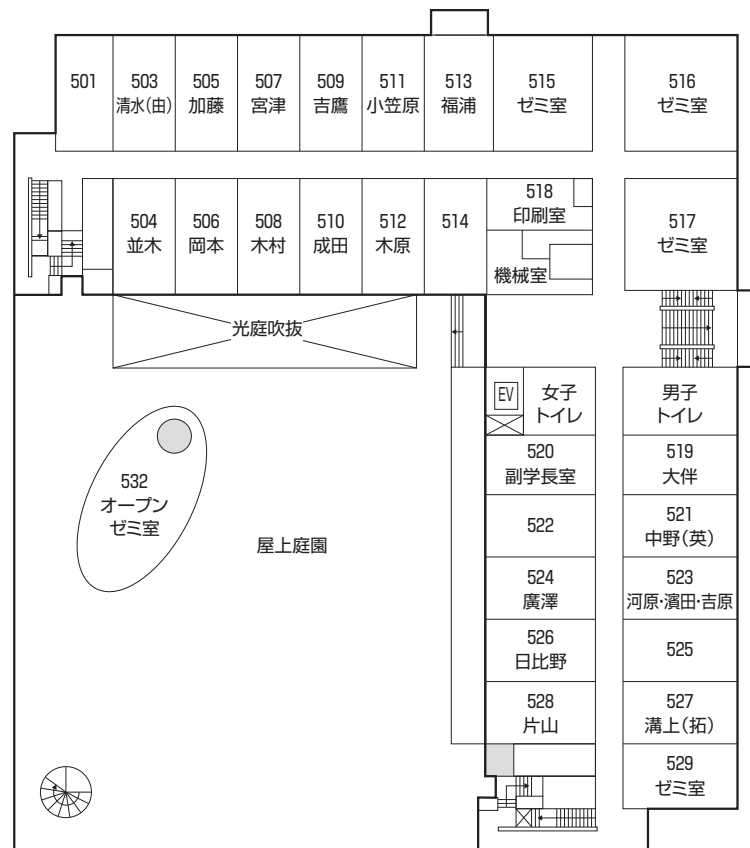 501
503
清水(由)
505
加藤
507
宮津
509
吉鷹
511
小笠原
513
福浦
515
ゼミ室
516
ゼミ室
504
並木
506
岡本
508
木村
510
成田
512
木原
514
518
印刷室
機械室
517
ゼミ室
光庭吹抜
EV
女子
トイレ
男子
トイレ
520
副学長室
519
大伴
532
オープン
ゼミ室
屋上庭園
522
521
中野(英)
524
廣澤
523
河原・濱田・吉原
526
日比野
525
528
片山
527
溝上(拓)
529
ゼミ室